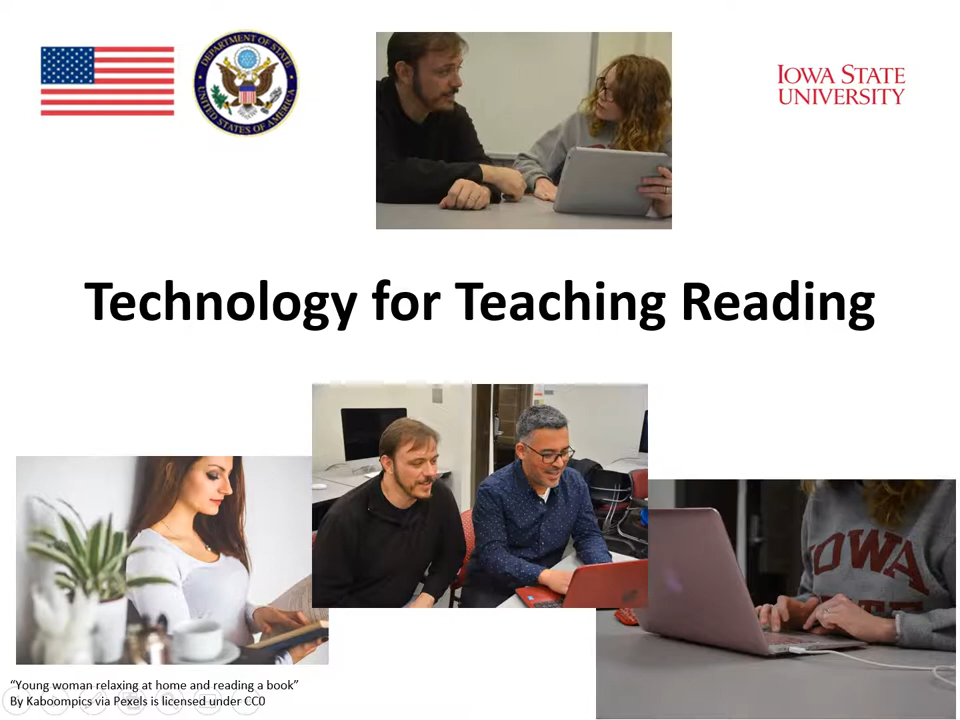 DEPARTMENT OF STATE
UNITED STATES OF AMERICA
IOWA STATE
UNIVERSITY
Technology for Teaching Reading
IOWA
“Young woman relaxing at home and reading a book”
By Kaboompics via Pexels is licensed under CC0